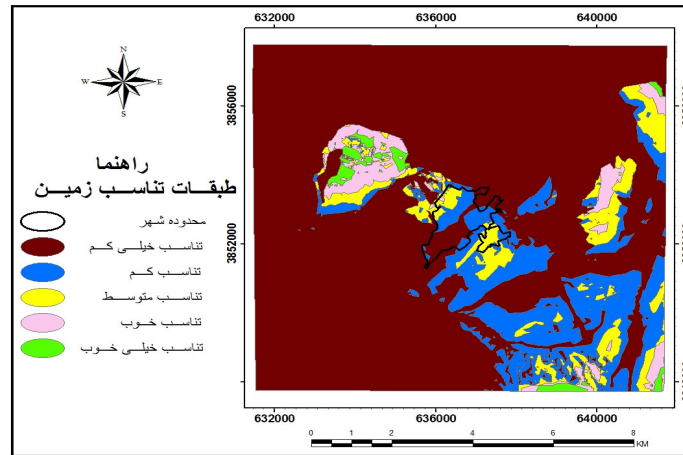 632000 636000 640000
3856000
3852000
N
W E
S
راهنما
طبقات تناسب زمین
محدوده شهر
تناسب خیلی کم
تناسب کم
تناسب متوسط
تناسب خوب
تناسب خیلی خوب
632000 636000 640000
0 1 2 4 6 8
KM